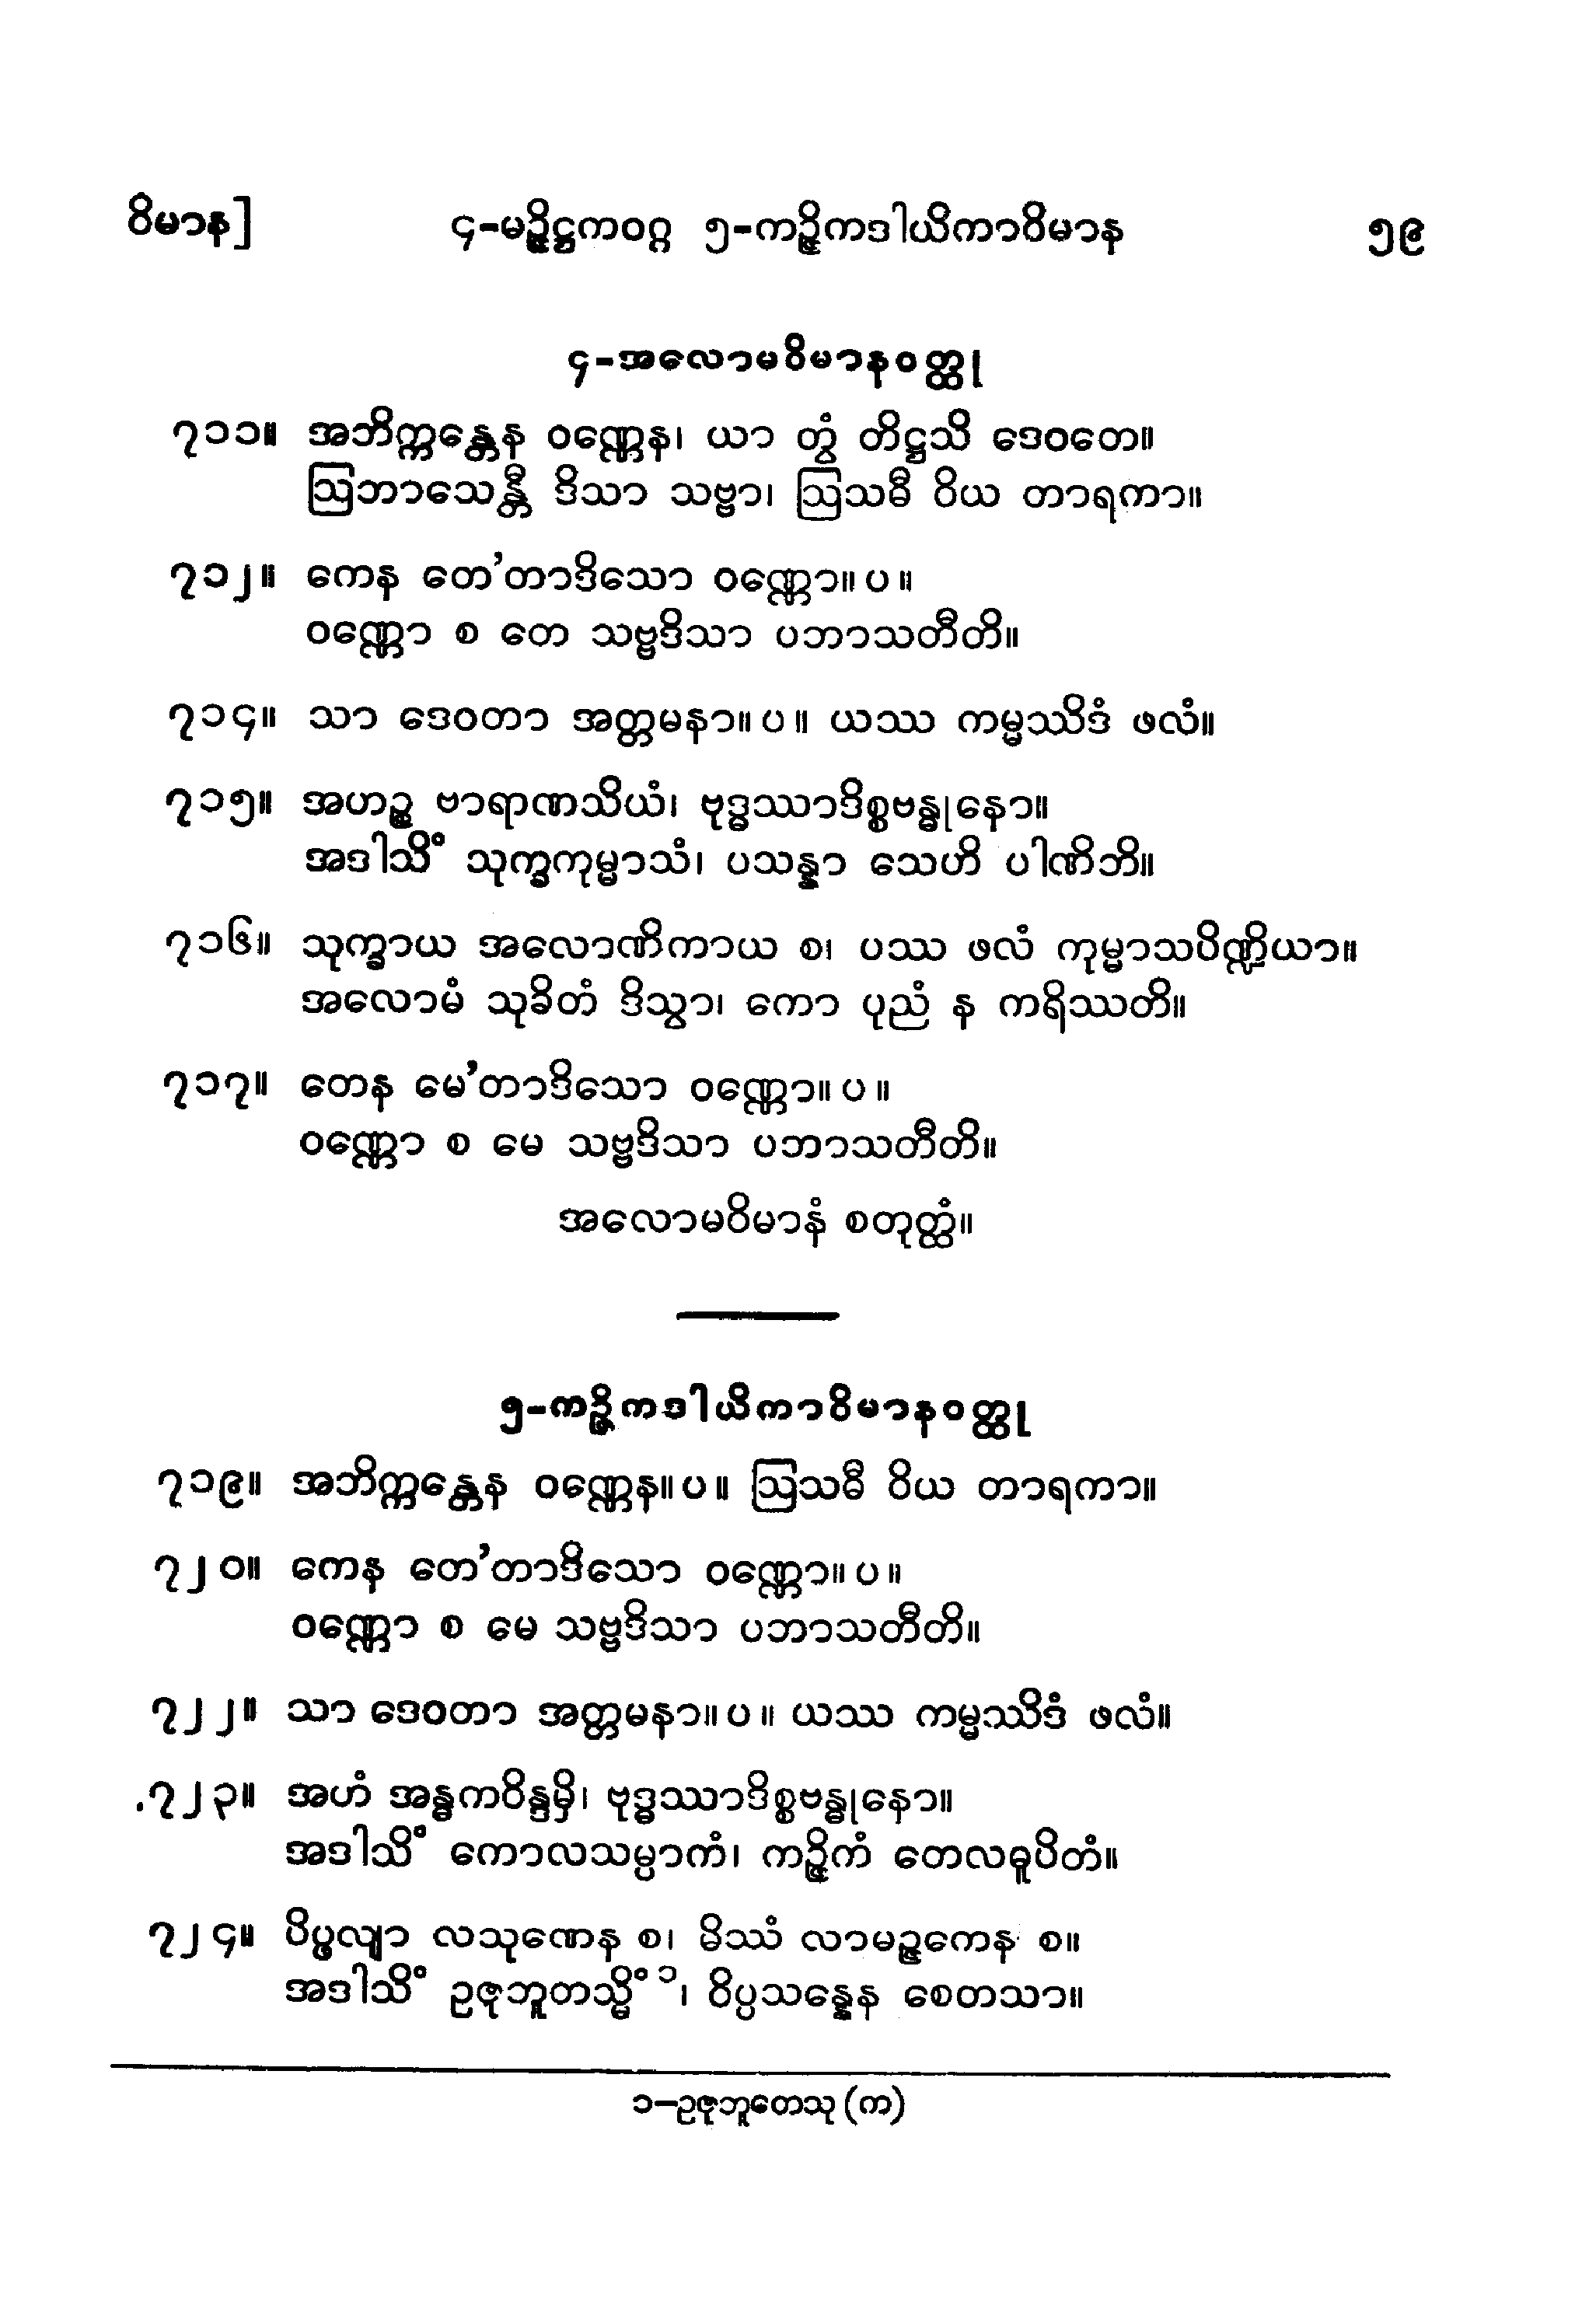 ဝိမာန]
၄-မဉ္ဇိဋ္ဌကဝဂ္ဂ ၅-ကဉ္ဇိကဒါယိကာဝိမာန
၅၉
၄-အလောမဝိမာနဝတ္ထု
၇၁၁။ အဘိက္ကန္တေန ဝဏ္ဏေန၊ ယာ တွံ တိဋ္ဌသိ ဒေဝတေ။
ဩဘာသေန္တီ ဒိသာ သဗ္ဗာ၊ ဩသဓီ ဝိယ တာရကာ။
၇၁၂။ ကေန တေ’တာဒိသော ဝဏ္ဏော။ ပ ။
ဝဏ္ဏော စ တေ သဗ္ဗဒိသာ ပဘာသတီတိ။
၇၁၄။ သာ ဒေဝတာ အတ္တမနာ။ ပ ။ ယဿ ကမ္မဿိဒံ ဖလံ။
၇၁၅။ အဟဉ္စ ဗာရာဏသိယံ၊ ဗုဒ္ဓဿာဒိစ္စဗန္ဓုနော။
အဒါသိံ သုက္ခကုမ္မာသံ၊ ပသန္နာ သေဟိ ပါဏိဘိ။
၇၁၆။ သုက္ခာယ အလောဏိကာယ စ၊ ပဿ ဖလံ ကုမ္မာသပိဏ္ဍိယာ။
အလောမံ သုခိတံ ဒိသွာ၊ ကော ပုညံ န ကရိဿတိ။
၇၁၇။ တေန မေ’တာဒိသော ဝဏ္ဏော။ ပ ။
ဝဏ္ဏော စ မေ သဗ္ဗဒိသာ ပဘာသတီတိ။
အလောမဝိမာနံ စတုတ္ထံ။
၅-ကဉ္ဇိကဒါယိကာဝိမာနဝတ္ထု
၇၁၉။ အဘိက္ကန္တေန ဝဏ္ဏေန။ ပ ။ ဩသဓီ ဝိယ တာရကာ။
၇၂၀။ ကေန တေ’တာဒိသော ဝဏ္ဏော။ ပ ။
ဝဏ္ဏော စ မေ သဗ္ဗဒိသာ ပဘာသတီတိ။
၇၂၂။ သာ ဒေဝတာ အတ္တမနာ။ ပ ။ ယဿ ကမ္မဿိဒံ ဖလံ။
၇၂၃။ အဟံ အန္ဓကဝိန္ဒမှိ၊ ဗုဒ္ဓဿာဒိစ္စဗန္ဓုနော။
အဒါသိံ ကောလသမ္ပာကံ၊ ကဉ္ဇိကံ တေလဓူပိတံ။
၇၂၄။ ပိပ္ဖလျာ လသုဏေန စ၊ မိဿံ လာမဉ္ဇကေန စ။
အဒါသိံ ဥဇုဘူတသ္မိံ ၁၊ ဝိပ္ပသန္နေန စေတသာ။
၁-ဥဇုဘူတေသု (က)